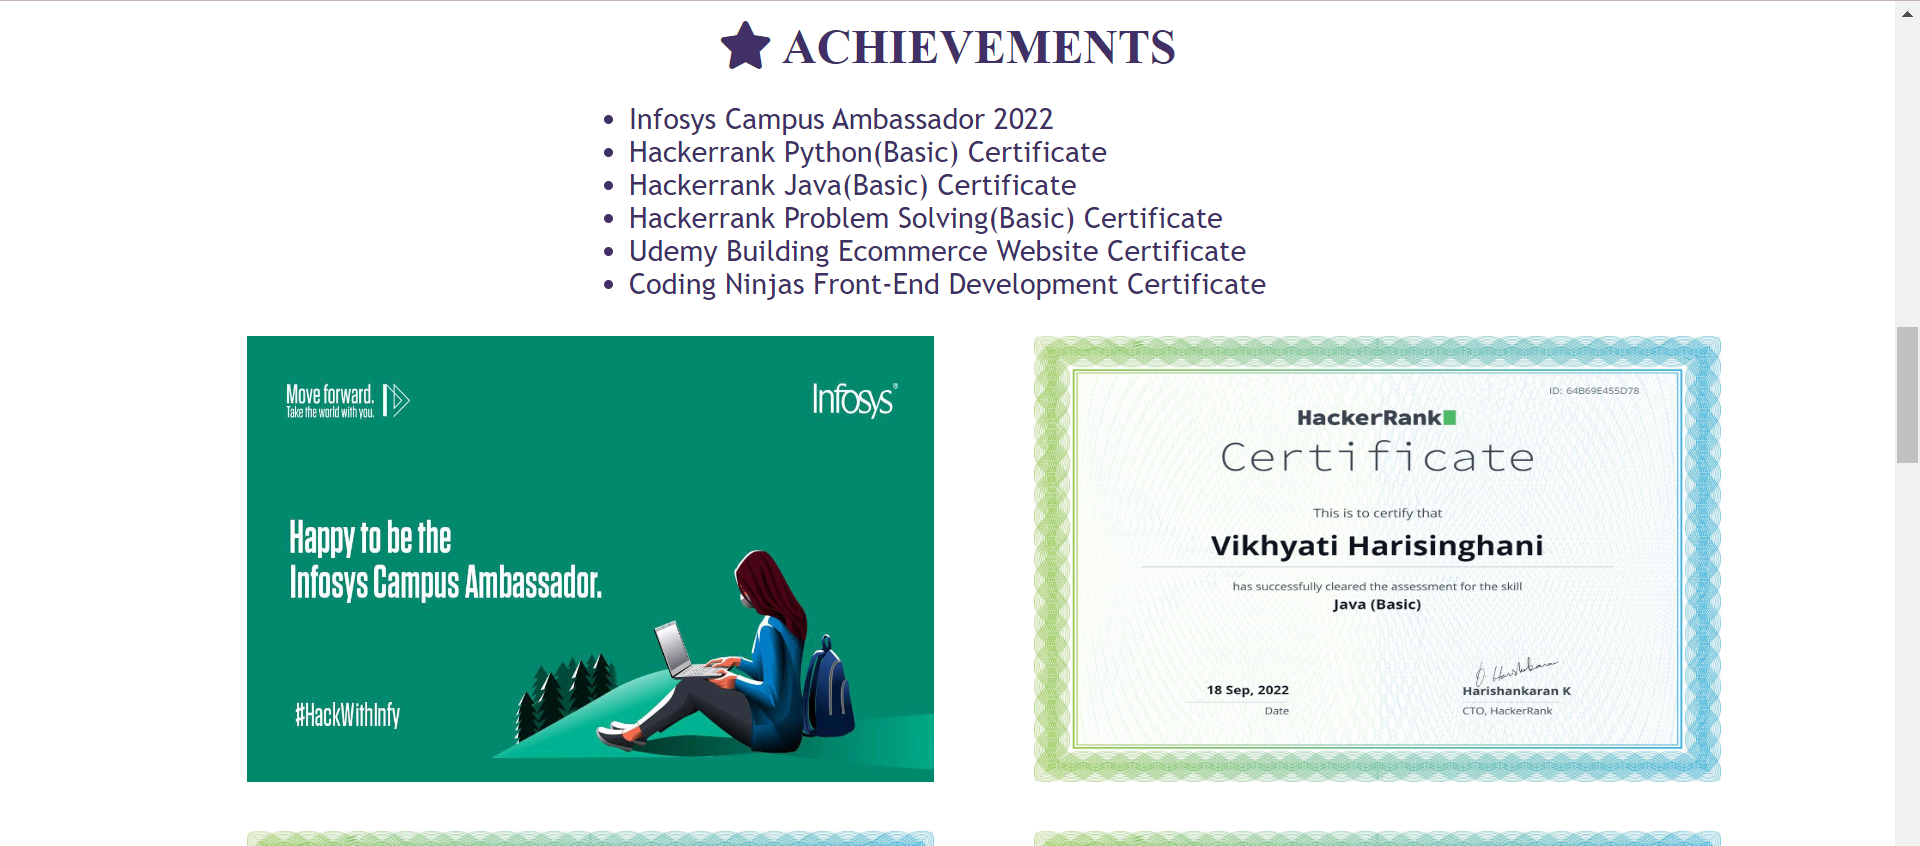 ACHIEVEMENTS
Infosys Campus Ambassador 2022
Hackerrank Python(Basic) Certificate
Hackerrank Java(Basic) Certificate
Hackerrank Problem Solving(Basic) Certificate
Udemy Building Ecommerce Website Certificate
Coding Ninjas Front-End Development Certificate
Move forward.
Take the world with you.
Infosys®
Happy to be the
Infosys Campus Ambassador.
#HackWithInfy
ID: 64B69E455D78
HackerRank
Certificate
This is to certify that
Vikhyati Harisinghani
has successfully cleared the assessment for the skill
Java (Basic)
18 Sep, 2022
Date
Harishankaran K
CTO, HackerRank